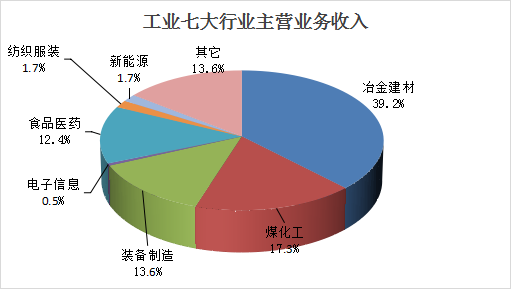 工业七大行业主营业务收入
冶金建材
39.2%
煤化工
17.3%
装备制造
13.6%
电子信息
0.5%
食品医药
12.4%
纺织服装
1.7%
新能源
1.7%
其它
13.6%